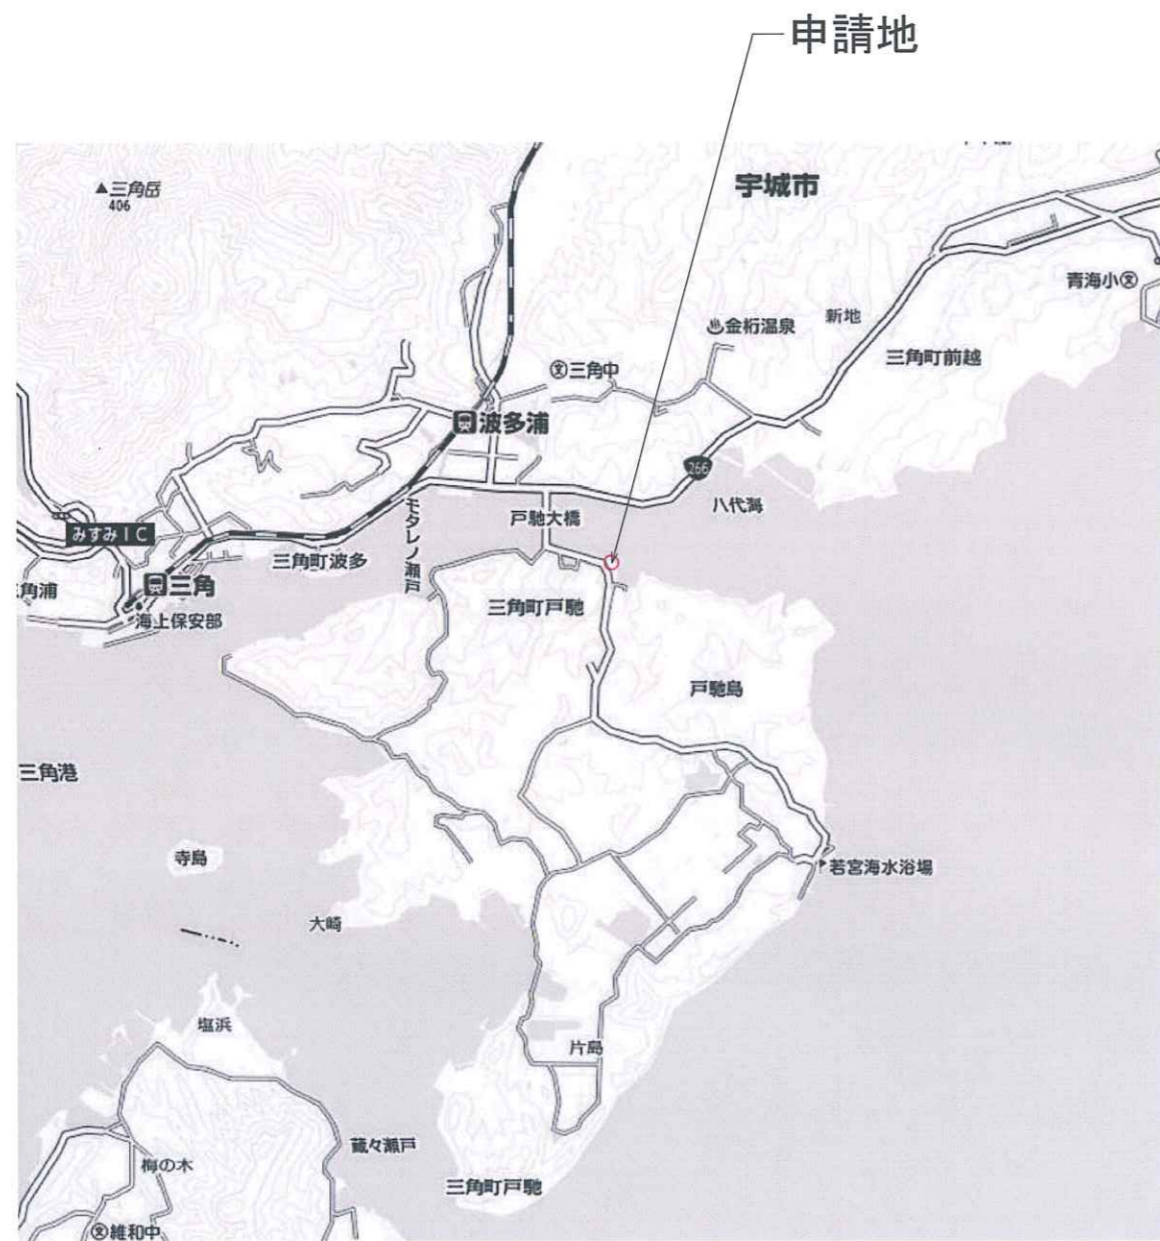 申請地
▲三角岳
406
宇城市
青海小
新地
金桁温泉
三角町前越
三角中
波多浦
266
八代海
戸馳大橋
みすみIC
モタレノ瀬戸
三角町波多
三角
角浦
海上保安部
三角町戸馳
戸馳島
三角港
寺島
若宮海水浴場
大崎
塩浜
片島
蔵々瀬戸
梅の木
三角町戸馳
維和中